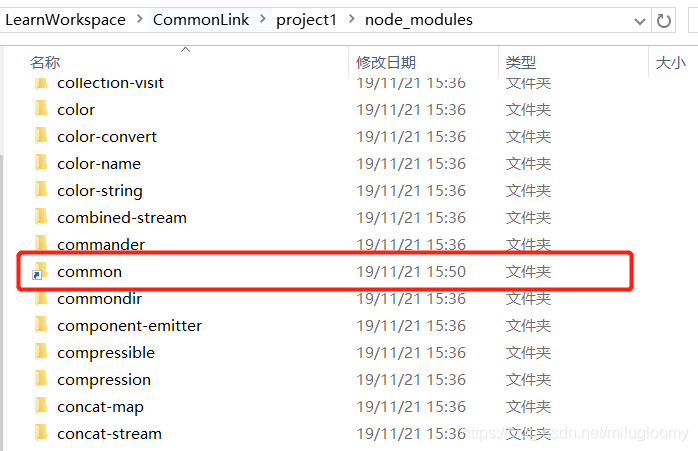 LearnWorkspace > CommonLink > project1 > node_modules
名称 修改日期 类型 大小
collection-visit 19/11/21 15:36 文件夹
color 19/11/21 15:36 文件夹
color-convert 19/11/21 15:36 文件夹
color-name 19/11/21 15:36 文件夹
color-string 19/11/21 15:36 文件夹
combined-stream 19/11/21 15:36 文件夹
commander 19/11/21 15:36 文件夹
common 19/11/21 15:50 文件夹
commondir 19/11/21 15:36 文件夹
component-emitter 19/11/21 15:36 文件夹
compressible 19/11/21 15:36 文件夹
compression 19/11/21 15:36 文件夹
concat-map 19/11/21 15:36 文件夹
concat-stream 19/11/21 15:36 文件夹
https://blog.csdn.net/milugloomy